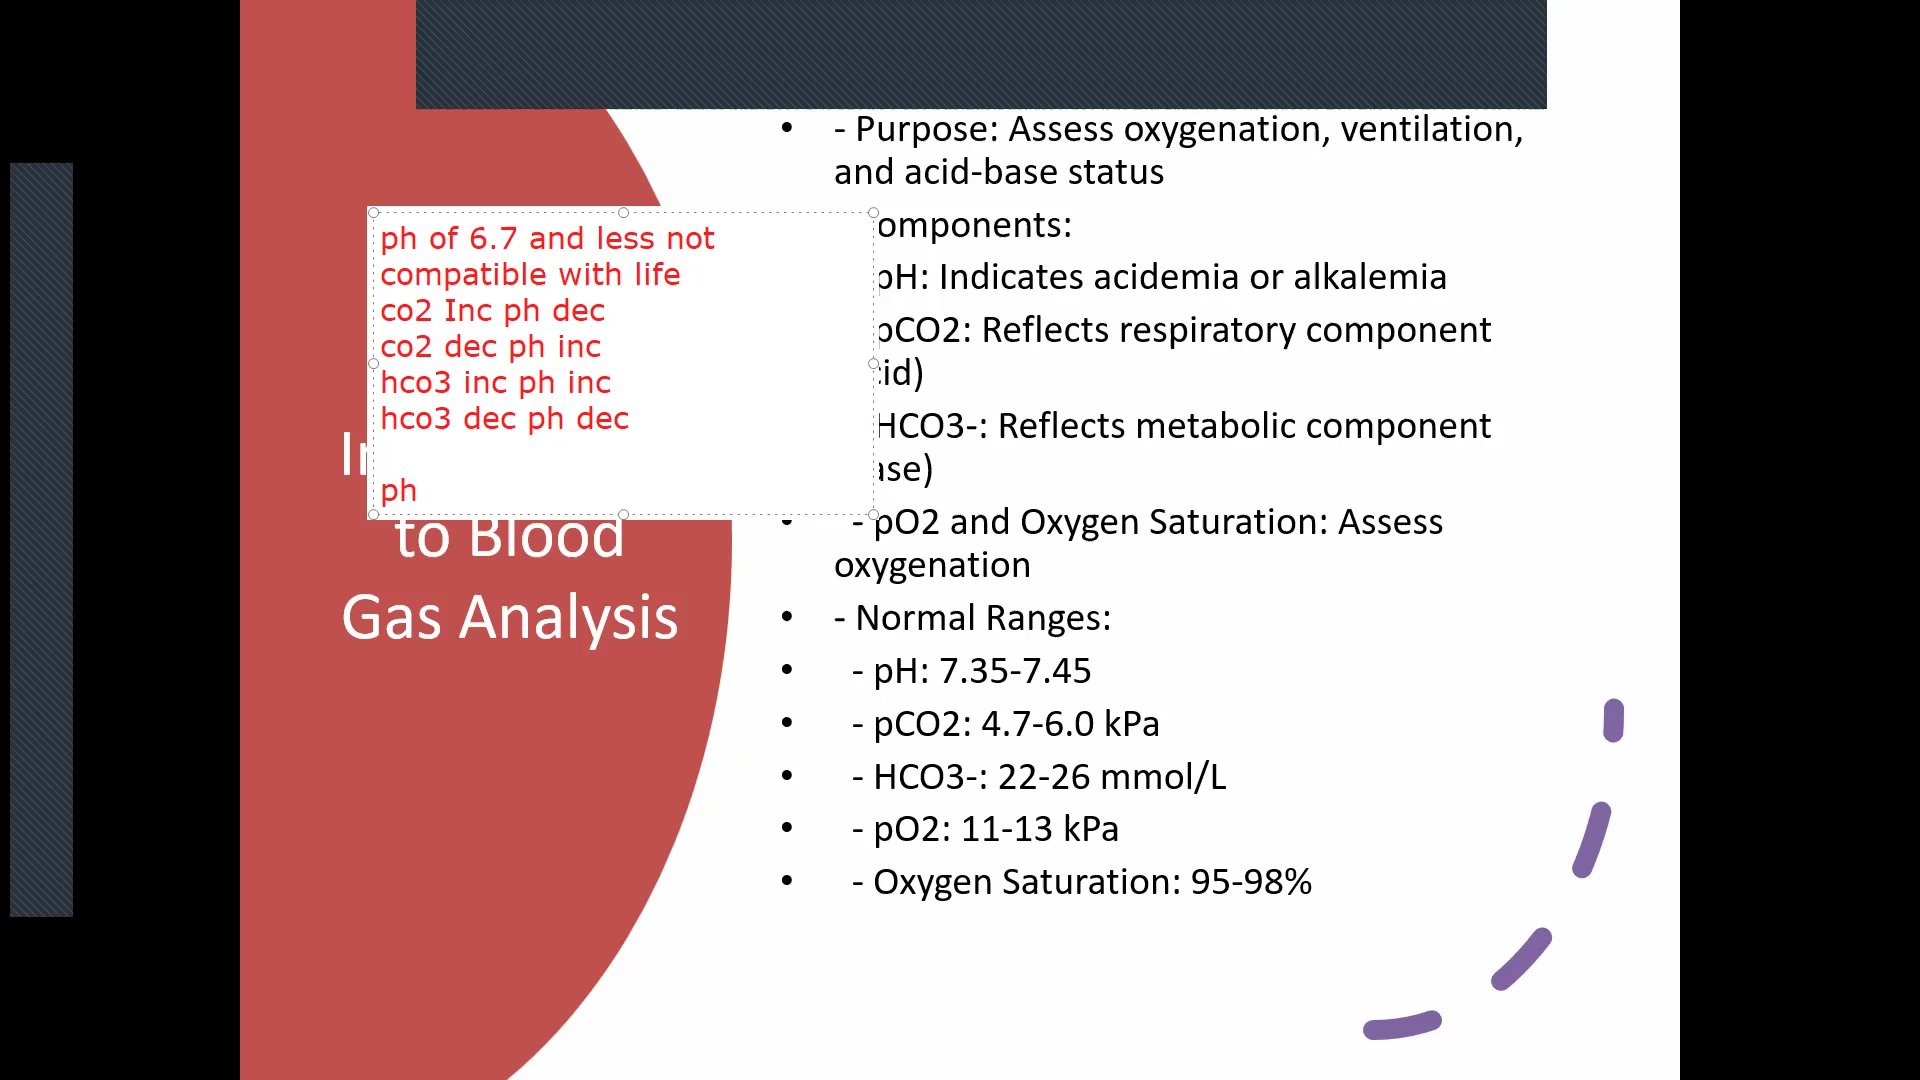 - Purpose: Assess oxygenation, ventilation,
and acid-base status
omponents:
pH: Indicates acidemia or alkalemia
pCO2: Reflects respiratory component
id)
HCO3-: Reflects metabolic component
ase)
- pO2 and Oxygen Saturation: Assess
oxygenation
- Normal Ranges:
- pH: 7.35-7.45
- pCO2: 4.7-6.0 kPa
- HCO3-: 22-26 mmol/L
- pO2: 11-13 kPa
- Oxygen Saturation: 95-98%
ph of 6.7 and less not
compatible with life
co2 Inc ph dec
co2 dec ph inc
hco3 inc ph inc
hco3 dec ph dec
ph
to Blood
Gas Analysis